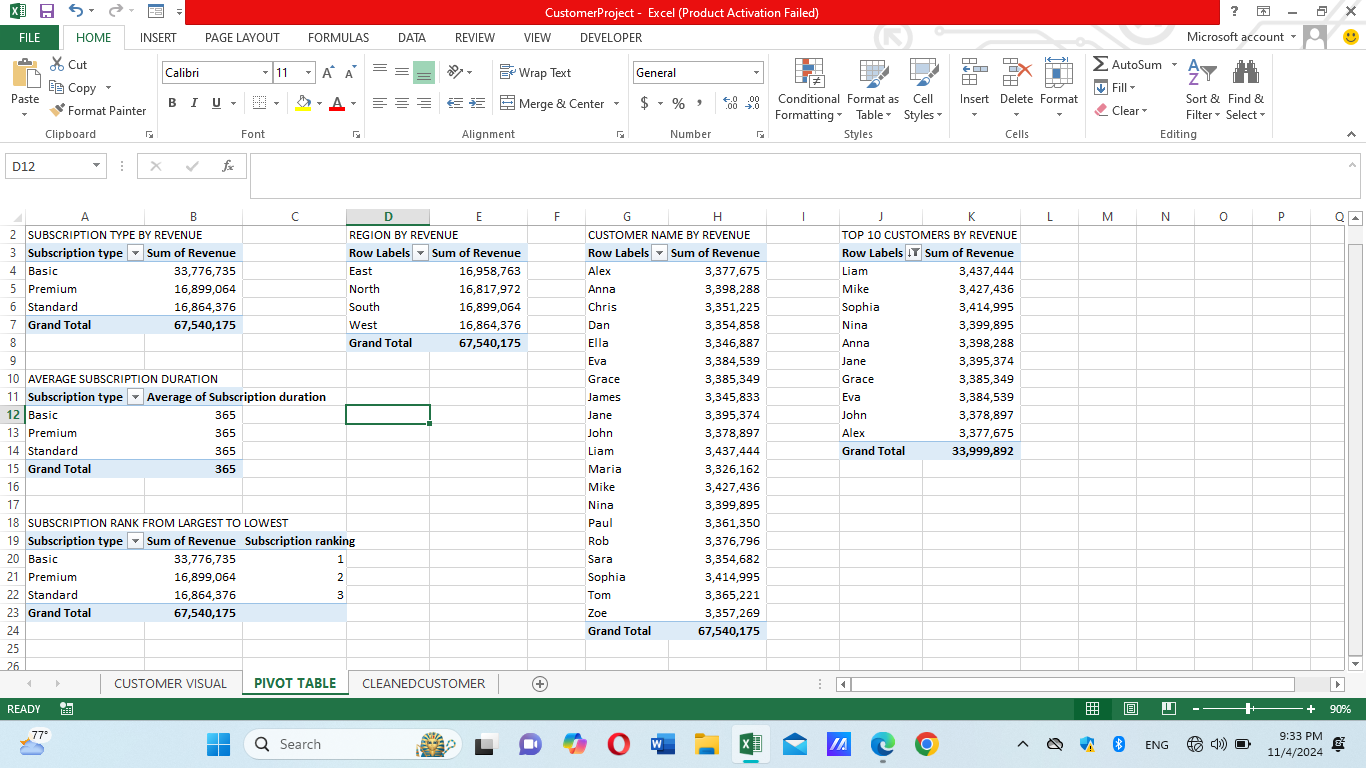 CustomerProject - Excel (Product Activation Failed)
FILE HOME INSERT PAGE LAYOUT FORMULAS DATA REVIEW VIEW DEVELOPER Microsoft account
Paste Cut Copy Format Painter Clipboard
Calibri 11 B I U A Font
Wrap Text Merge & Center Alignment
General $ % , Number
Conditional Formatting Format as Table Cell Styles Styles
Insert Delete Format Cells
AutoSum Fill Clear Sort & Filter Find & Select Editing
D12 fx
A B C D E F G H I J K L M N O P Q
2 SUBSCRIPTION TYPE BY REVENUE REGION BY REVENUE CUSTOMER NAME BY REVENUE TOP 10 CUSTOMERS BY REVENUE
3 Subscription type Sum of Revenue Row Labels Sum of Revenue Row Labels Sum of Revenue Row Labels Sum of Revenue
4 Basic 33,776,735 East 16,958,763 Alex 3,377,675 Liam 3,437,444
5 Premium 16,899,064 North 16,817,972 Anna 3,398,288 Mike 3,427,436
6 Standard 16,864,376 South 16,899,064 Chris 3,351,225 Sophia 3,414,995
7 Grand Total 67,540,175 West 16,864,376 Dan 3,354,858 Nina 3,399,895
8 Grand Total 67,540,175 Ella 3,346,887 Anna 3,398,288
9 Eva 3,384,539 Jane 3,395,374
10 AVERAGE SUBSCRIPTION DURATION Grace 3,385,349 Grace 3,385,349
11 Subscription type Average of Subscription duration James 3,345,833 Eva 3,384,539
12 Basic 365 Jane 3,395,374 John 3,378,897
13 Premium 365 John 3,378,897 Alex 3,377,675
14 Standard 365 Liam 3,437,444 Grand Total 33,999,892
15 Grand Total 365 Maria 3,326,162
16 Mike 3,427,436
17 Nina 3,399,895
18 SUBSCRIPTION RANK FROM LARGEST TO LOWEST Paul 3,361,350
19 Subscription type Sum of Revenue Subscription ranking Rob 3,376,796
20 Basic 33,776,735 1 Sara 3,354,682
21 Premium 16,899,064 2 Sophia 3,414,995
22 Standard 16,864,376 3 Tom 3,365,221
23 Grand Total 67,540,175 Zoe 3,357,269
24 Grand Total 67,540,175
25
26
CUSTOMER VISUAL PIVOT TABLE CLEANEDCUSTOMER
READY 90%
77° Search ENG 9:33 PM
11/4/2024